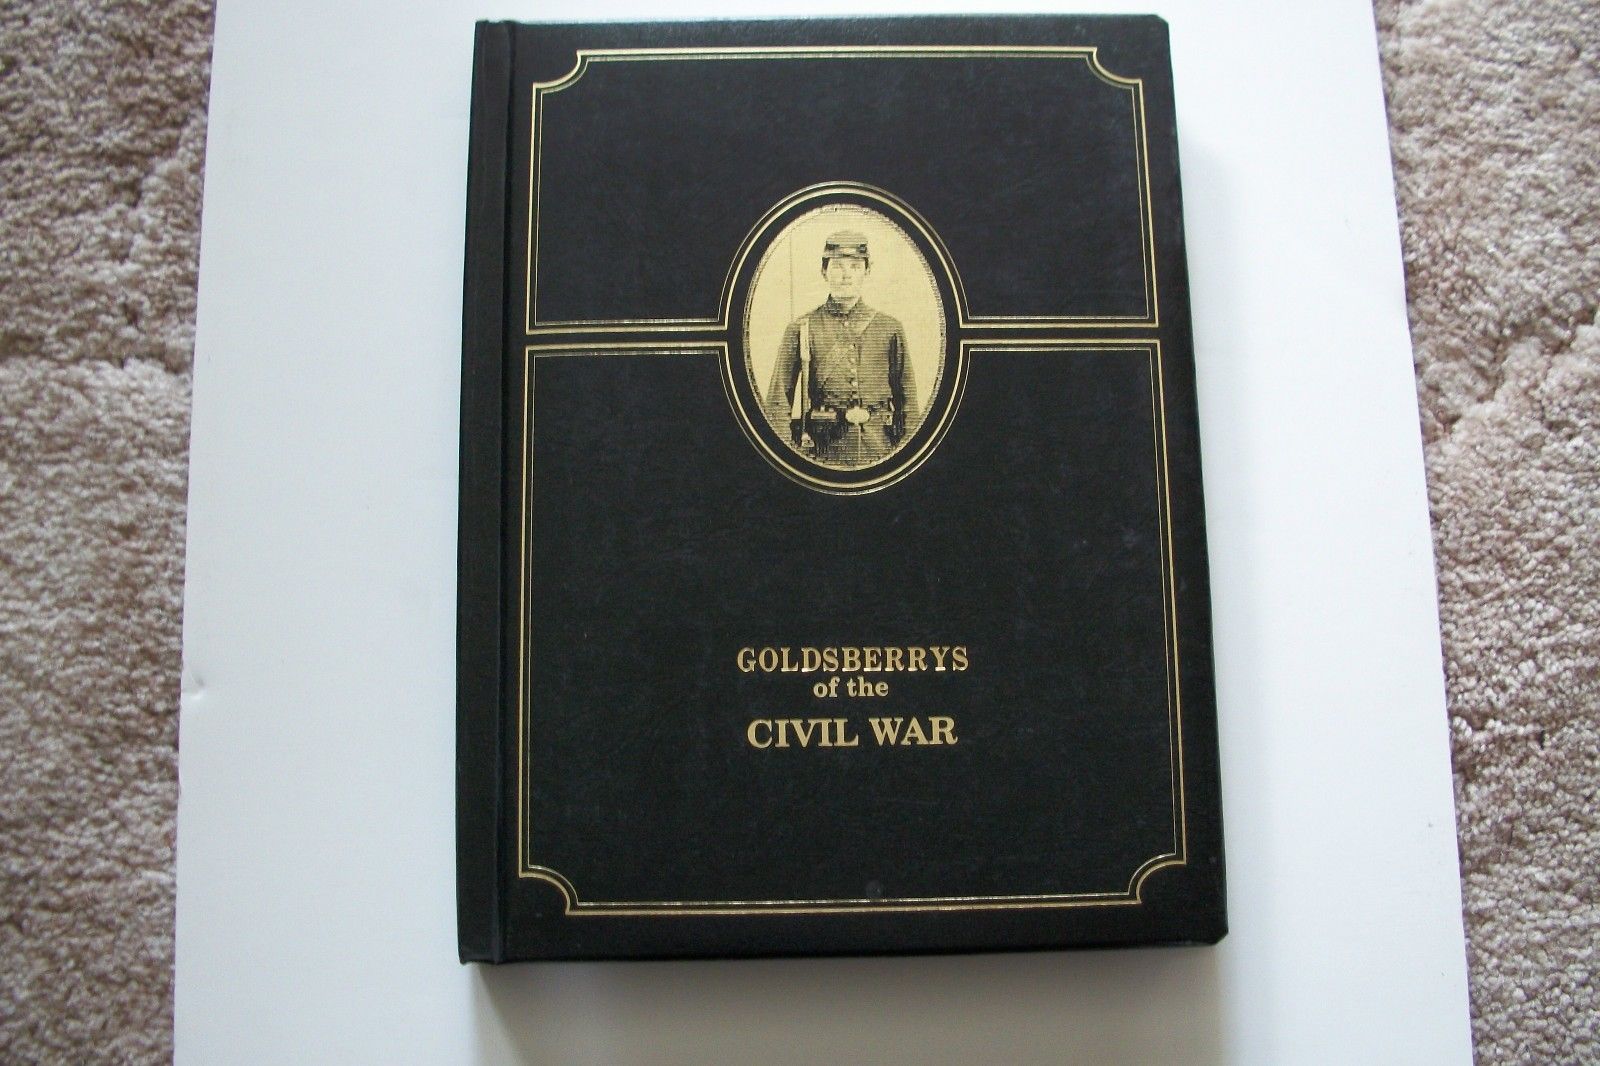 GOLDSBERRYS
of the
CIVIL WAR